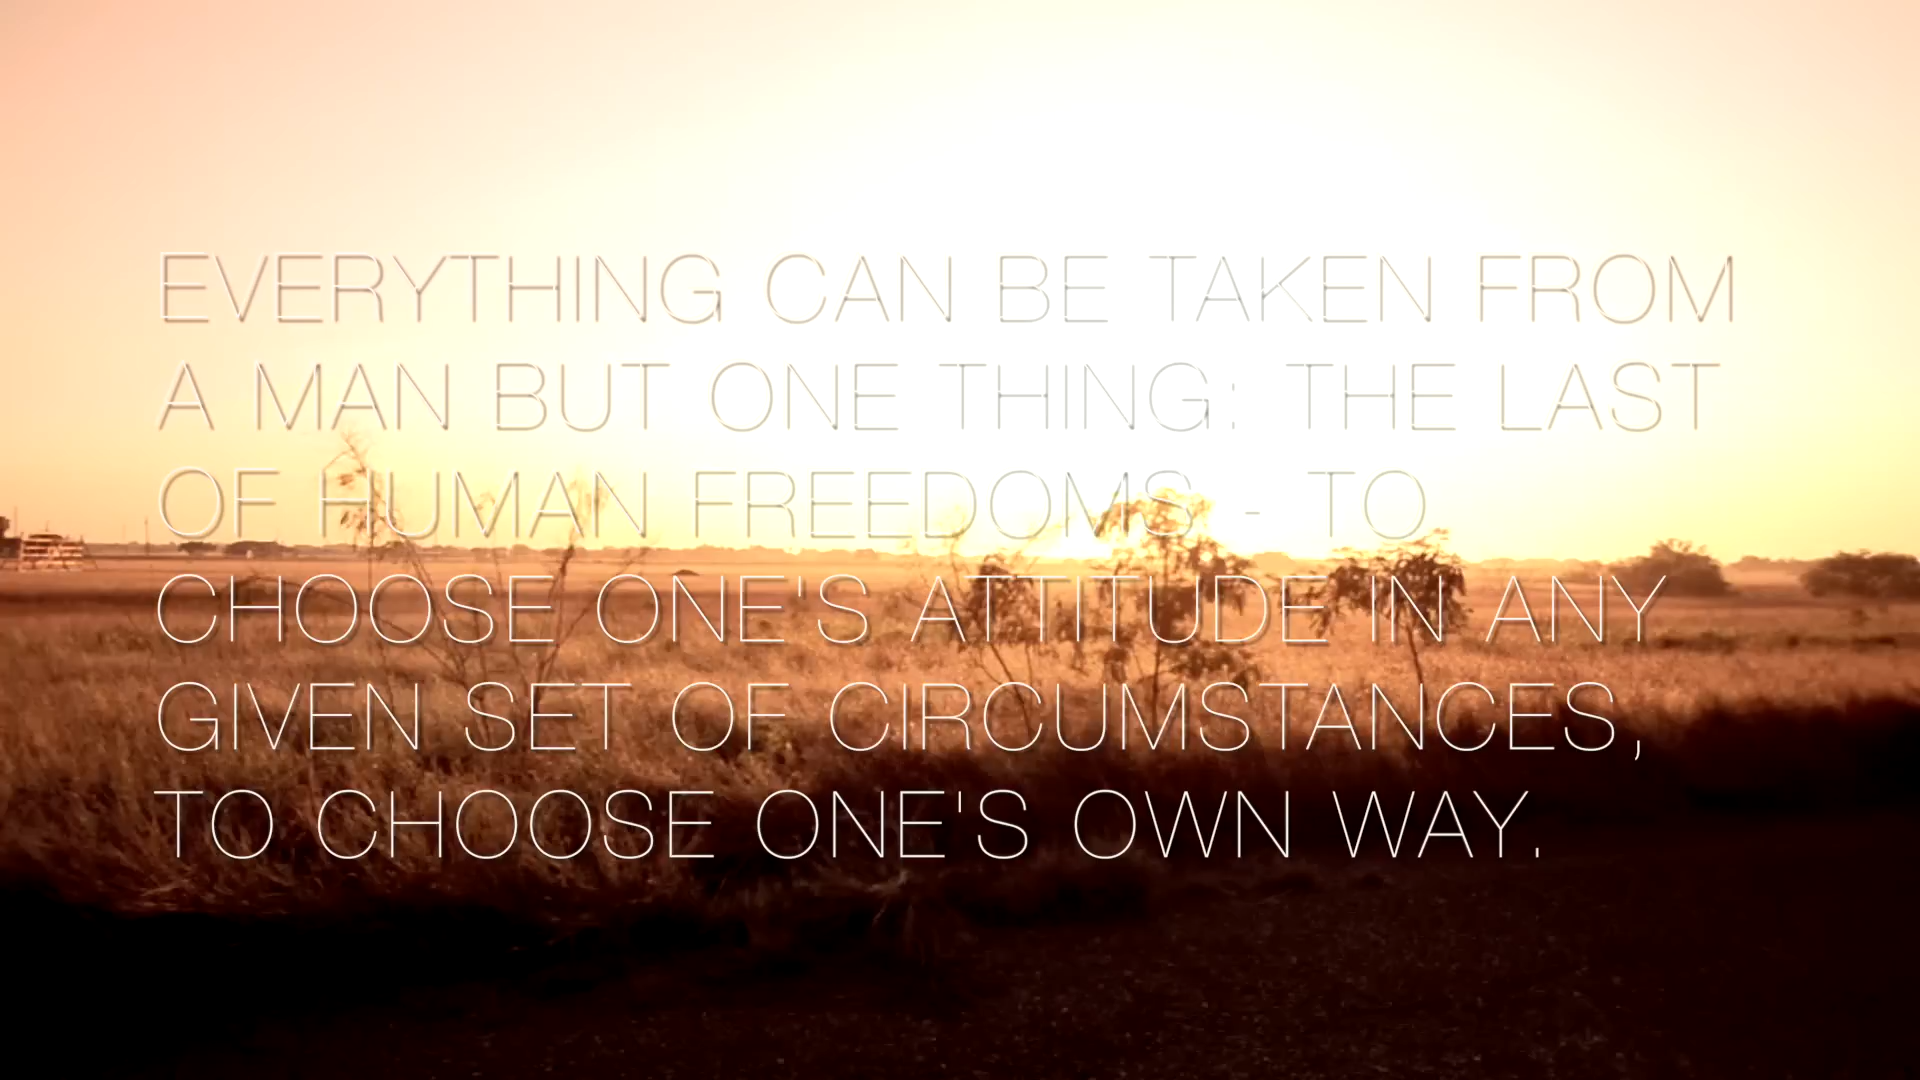 EVERYTHING CAN BE TAKEN FROM
A MAN BUT ONE THING: THE LAST
OF HUMAN FREEDOMS - TO
CHOOSE ONE'S ATTITUDE IN ANY
GIVEN SET OF CIRCUMSTANCES,
TO CHOOSE ONE'S OWN WAY.